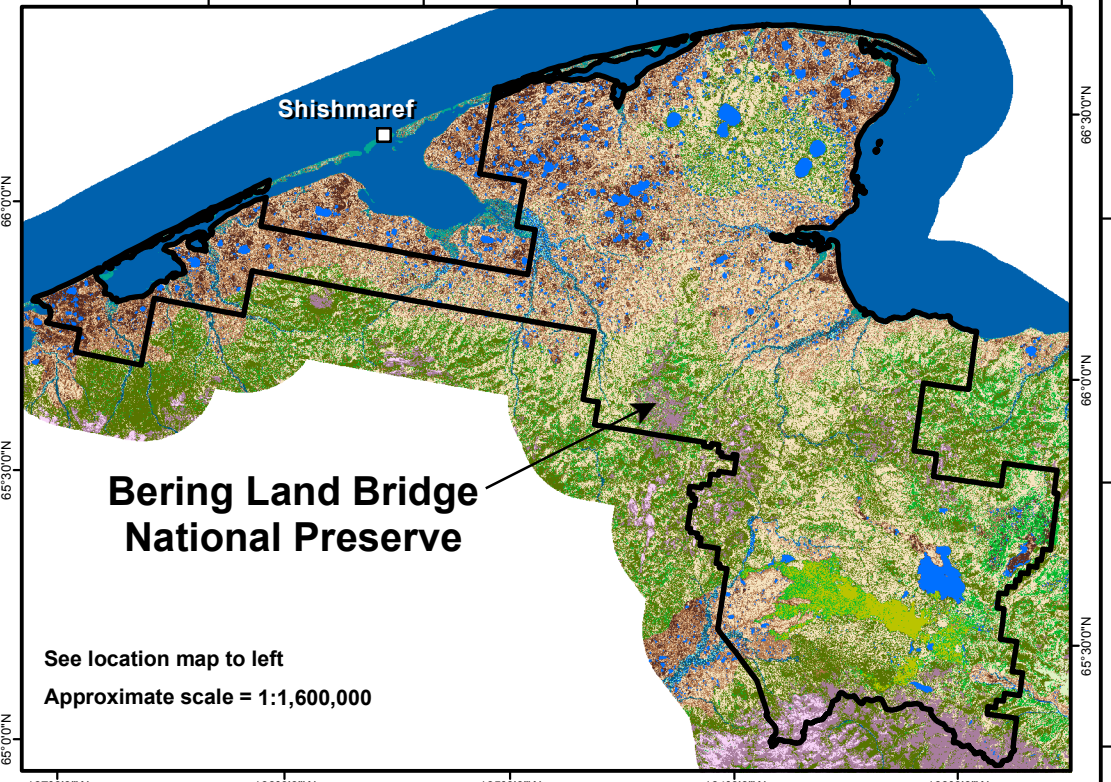 Shishmaref
66°30'0"N
66°0'0"N
66°0'0"N
65°30'0"N
Bering Land Bridge
National Preserve
65°30'0"N
See location map to left
Approximate scale = 1:1,600,000
65°0'0"N